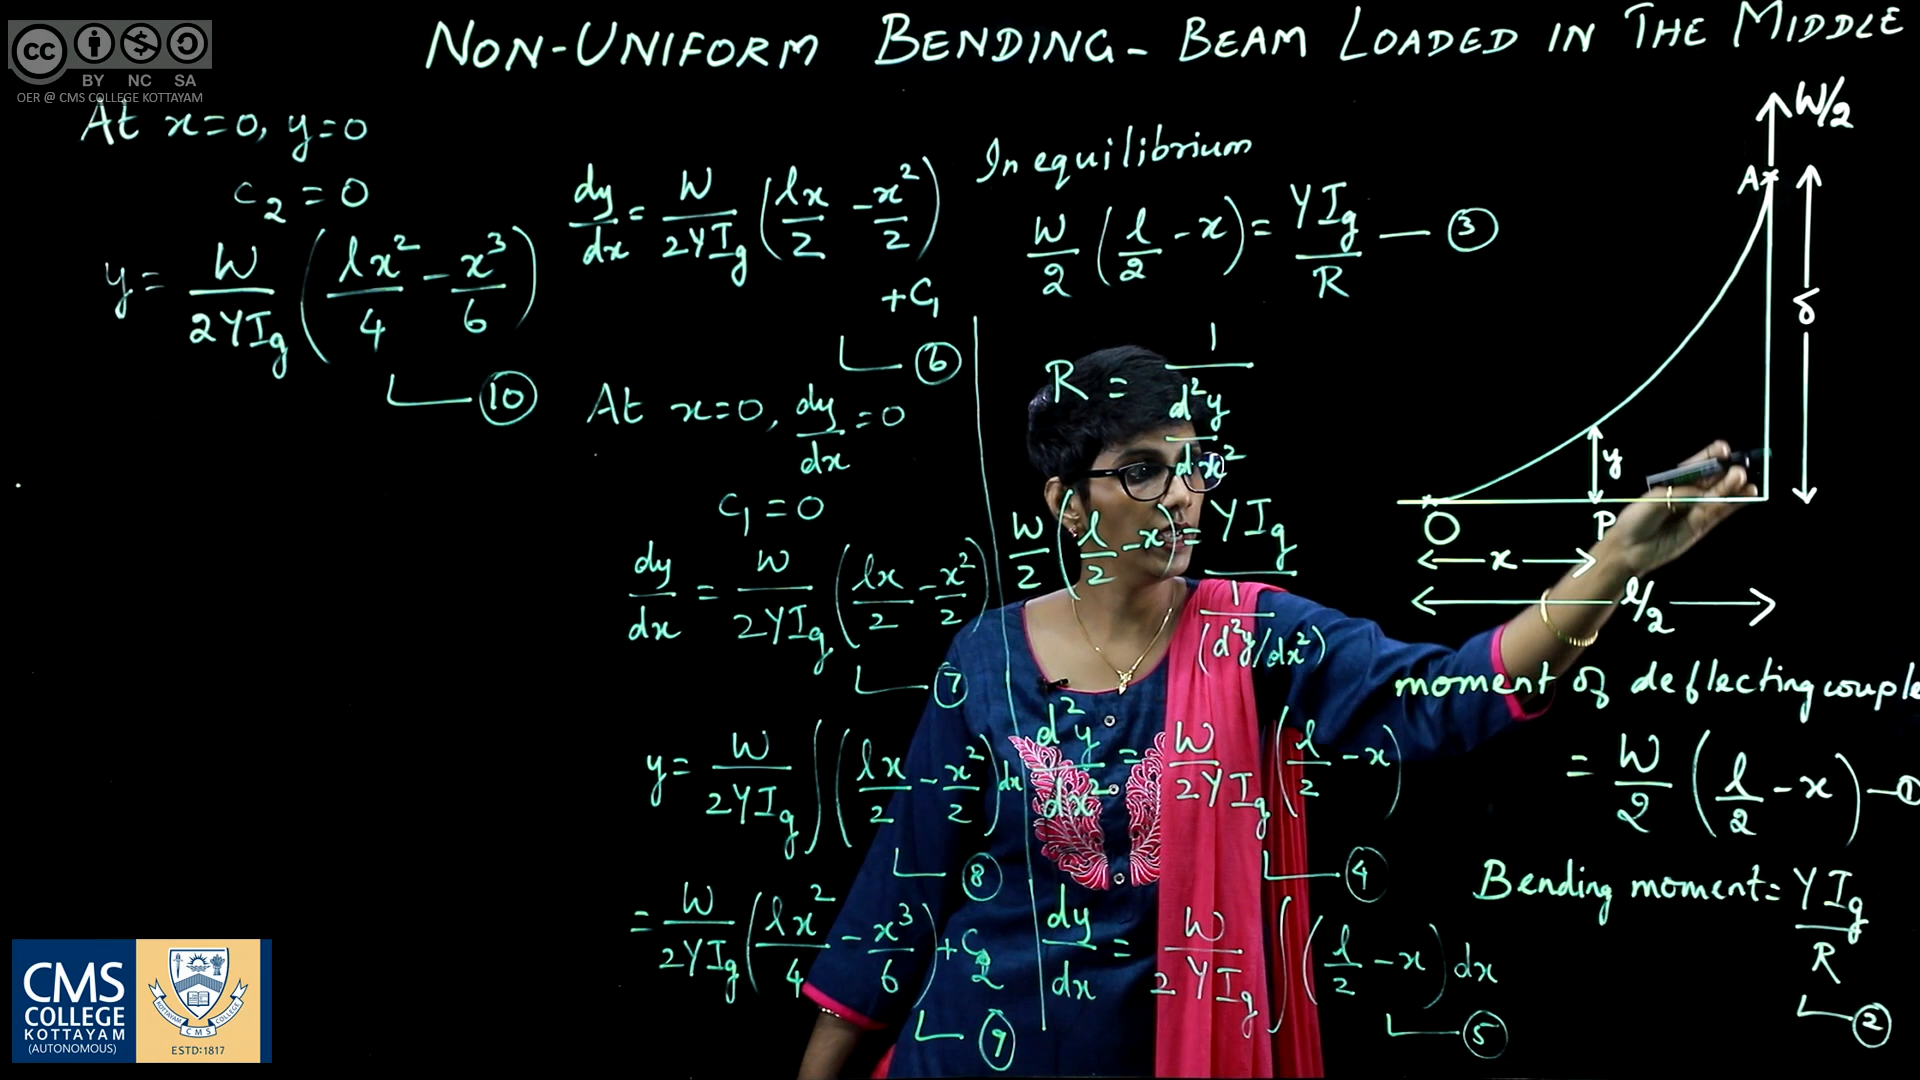 NON-UNIFORM BENDING - BEAM LOADED IN THE MIDDLE
cc BY NC SA
OER @ CMS COLLEGE KOTTAYAM
W/2
A
δ
y
O
P
x
l/2
moment of deflecting couple
= W/2 (l/2 - x) — ①
Bending moment = YIg/R
②
In equilibrium
W/2 (l/2 - x) = YIg/R — ③
R = 1/(d²y/dx²)
W/2 (l/2 - x) = YIg/(1/(d²y/dx²))
d²y/dx² = W/2YIg (l/2 - x)
④
dy/dx = W/2YIg ∫(l/2 - x) dx
⑤
dy/dx = W/2YIg (lx/2 - x²/2)
+ C₁
⑥
At x=0, dy/dx = 0
C₁ = 0
dy/dx = W/2YIg (lx/2 - x²/2)
⑦
y = W/2YIg ∫(lx/2 - x²/2) dx
⑧
= W/2YIg (lx²/4 - x³/6) + C₂
⑨
At x=0, y=0
C₂ = 0
y = W/2YIg (lx²/4 - x³/6)
⑩
CMS
COLLEGE
KOTTAYAM
(AUTONOMOUS)
KOTTAYAM
CMS
COLLEGE
ESTD:1817